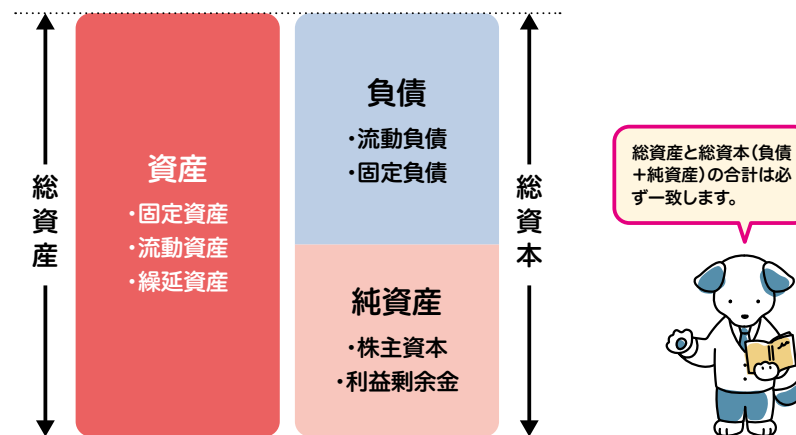 総資産
資産
・固定資産
・流動資産
・繰延資産
負債
・流動負債
・固定負債
純資産
・株主資本
・利益剰余金
総資本
総資産と総資本(負債
+純資産)の合計は必
ず一致します。